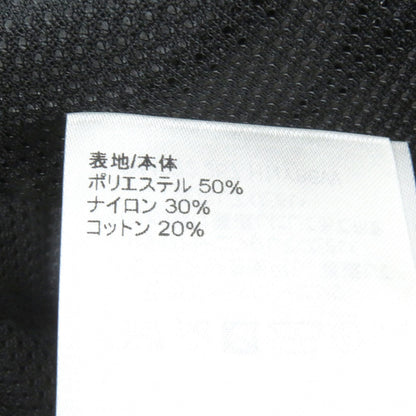 表地/本体
ポリエステル 50%
ナイロン 30%
コットン 20%